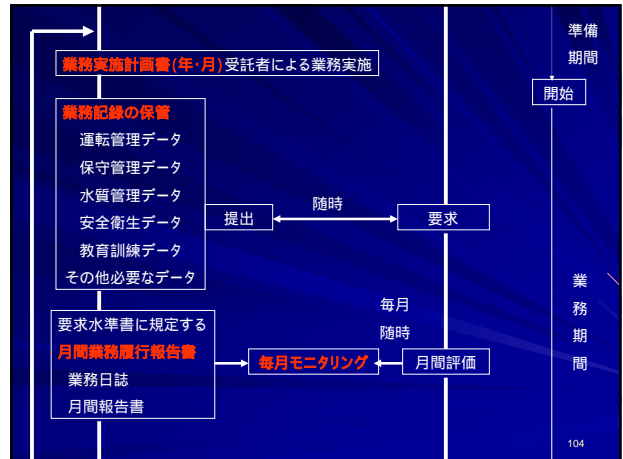 準備
期間
業務実施計画書(年・月)受託者による業務実施
開始
業務記録の保管
運転管理データ
保守管理データ
水質管理データ
安全衛生データ
教育訓練データ
その他必要なデータ
提出
随時
要求
業
務
期
間
毎月
随時
要求水準書に規定する
月間業務履行報告書
業務日誌
月間報告書
毎月モニタリング
月間評価
104